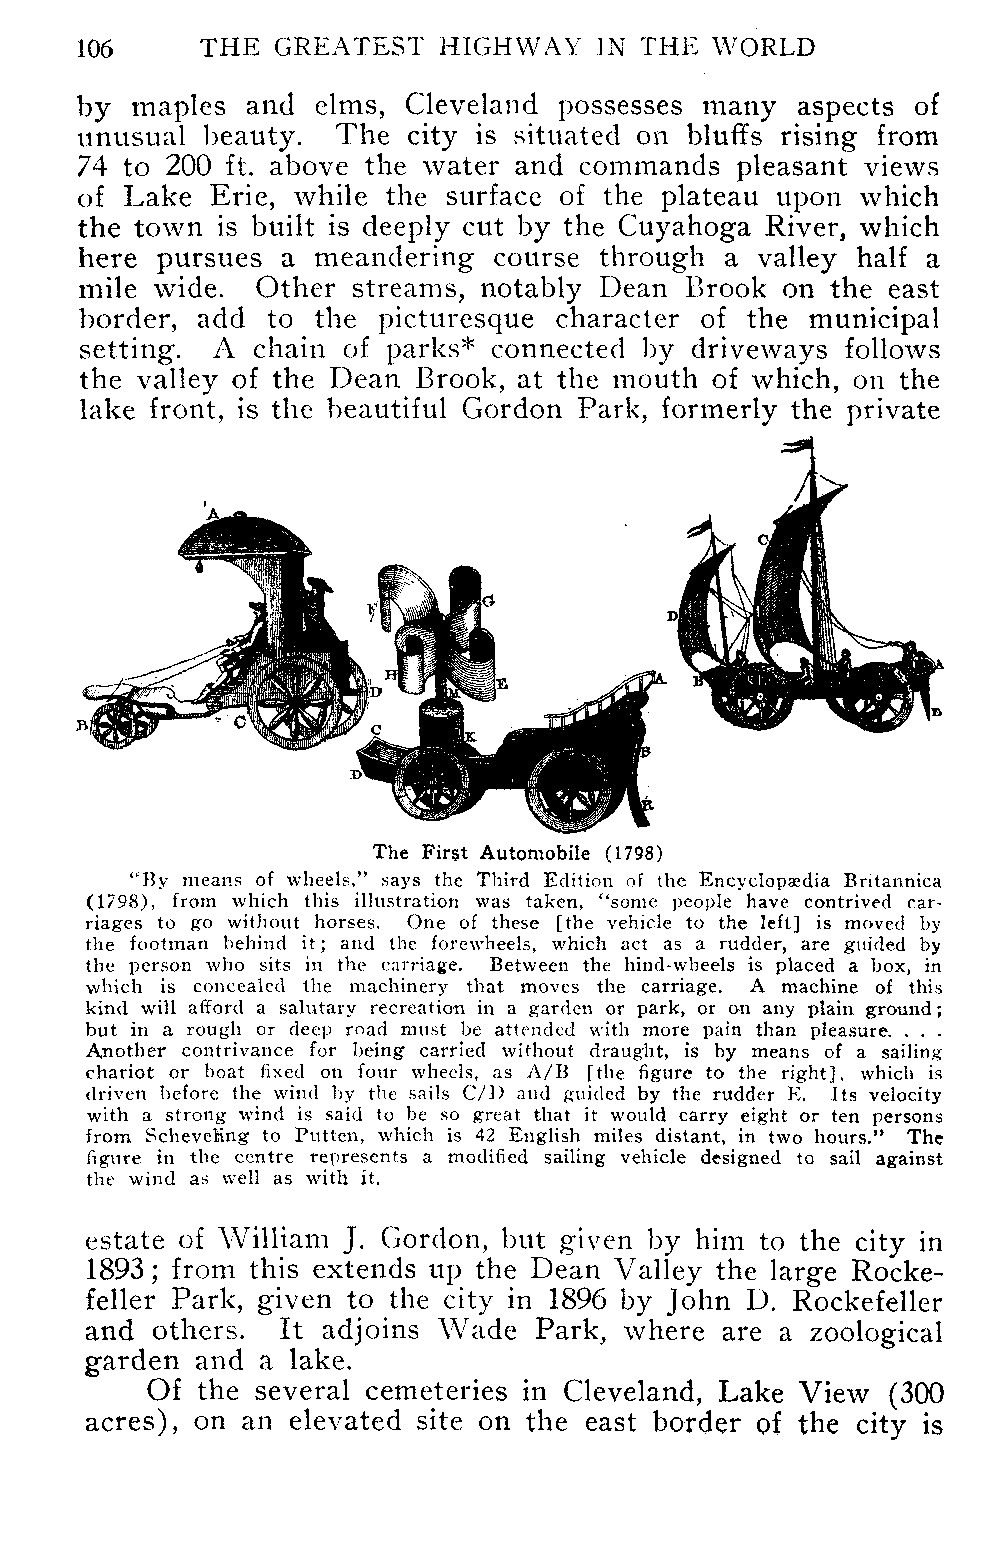 106 THE GREATEST HIGHWAY IN THE WORLD
by maples and elms, Cleveland possesses many aspects of
unusual beauty. The city is situated on bluffs rising from
74 to 200 ft. above the water and commands pleasant views
of Lake Erie, while the surface of the plateau upon which
the town is built is deeply cut by the Cuyahoga River, which
here pursues a meandering course through a valley half a
mile wide. Other streams, notably Dean Brook on the east
border, add to the picturesque character of the municipal
setting. A chain of parks* connected by driveways follows
the valley of the Dean Brook, at the mouth of which, on the
lake front, is the beautiful Gordon Park, formerly the private
A
B
C
D
F
G
H
E
M
K
C
D
A
B
R
C
D
B
A
D
The First Automobile (1798)
"By means of wheels," says the Third Edition of the Encyclopædia Britannica
(1798), from which this illustration was taken, "some people have contrived car-
riages to go without horses. One of these [the vehicle to the left] is moved by
the footman behind it; and the forewheels, which act as a rudder, are guided by
the person who sits in the carriage. Between the hind-wheels is placed a box, in
which is concealed the machinery that moves the carriage. A machine of this
kind will afford a salutary recreation in a garden or park, or on any plain ground;
but in a rough or deep road must be attended with more pain than pleasure. . . .
Another contrivance for being carried without draught, is by means of a sailing
chariot or boat fixed on four wheels, as A/B [the figure to the right], which is
driven before the wind by the sails C/D and guided by the rudder E. Its velocity
with a strong wind is said to be so great that it would carry eight or ten persons
from Scheveling to Putten, which is 42 English miles distant, in two hours." The
figure in the centre represents a modified sailing vehicle designed to sail against
the wind as well as with it.
estate of William J. Gordon, but given by him to the city in
1893; from this extends up the Dean Valley the large Rocke-
feller Park, given to the city in 1896 by John D. Rockefeller
and others. It adjoins Wade Park, where are a zoological
garden and a lake.
Of the several cemeteries in Cleveland, Lake View (300
acres), on an elevated site on the east border of the city is